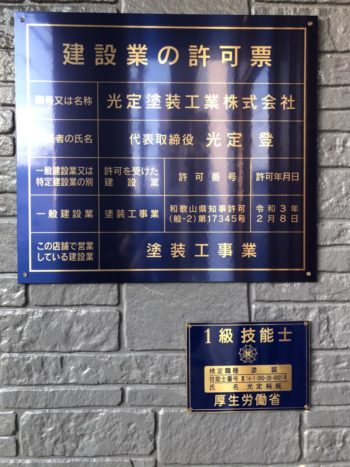 建設業の許可票
商号又は名称 光定塗装工業株式会社
代表者の氏名 代表取締役 光定 登
一般建設業又は 許可を受けた 許可番号 許可年月日
特定建設業の別 建設業
一般建設業 塗装工事業 和歌山県知事許可 令和3年
(般-2)第17345号 2月8日
この店舗で営業 塗装工事業
している建設業
1級技能士
検定職種 塗装
技能士番号
氏名 光定裕哉
厚生労働省